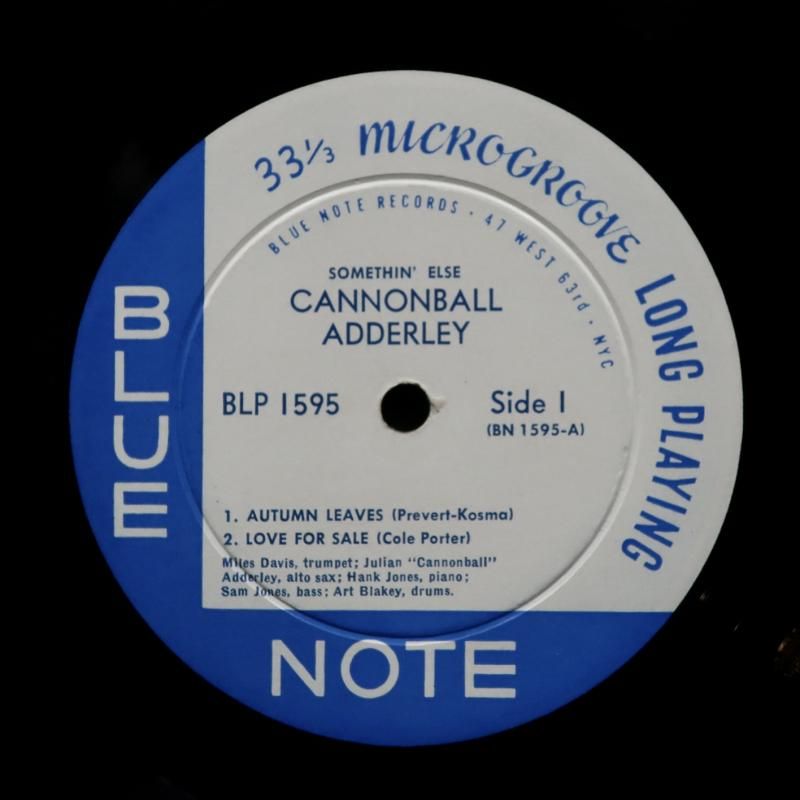 33⅓ MICROGROOVE LONG PLAYING
BLUE NOTE RECORDS · 47 WEST 63rd · NYC
SOMETHIN' ELSE
CANNONBALL
ADDERLEY
BLP 1595
Side 1
(BN 1595-A)
1. AUTUMN LEAVES (Prevert-Kosma)
2. LOVE FOR SALE (Cole Porter)
Miles Davis, trumpet; Julian "Cannonball"
Adderley, alto sax; Hank Jones, piano;
Sam Jones, bass; Art Blakey, drums.
BLUE
NOTE